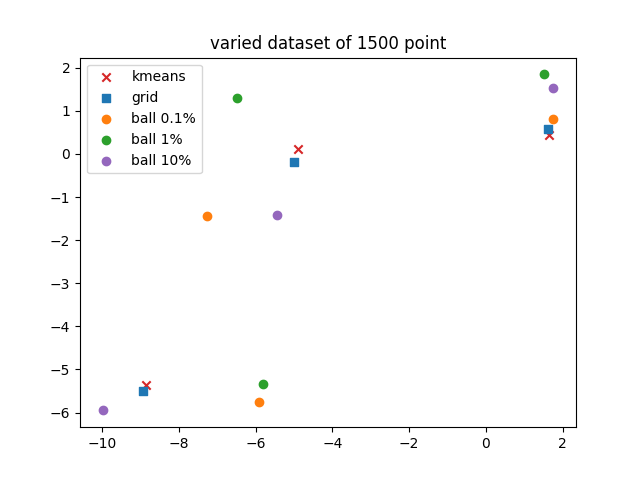 varied dataset of 1500 point
kmeans
grid
ball 0.1%
ball 1%
ball 10%
2
1
0
−1
−2
−3
−4
−5
−6
−10 −8 −6 −4 −2 0 2